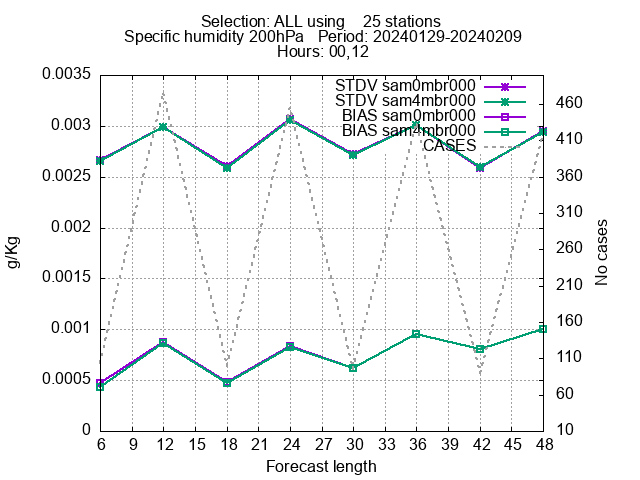 Selection: ALL using    25 stations
Specific humidity 200hPa   Period: 20240129-20240209
Hours: 00,12
STDV sam0mbr000
STDV sam4mbr000
BIAS sam0mbr000
BIAS sam4mbr000
CASES
g/Kg
0.0035
0.003
0.0025
0.002
0.0015
0.001
0.0005
0
460
410
360
310
260
210
160
110
60
10
No cases
6 9 12 15 18 21 24 27 30 33 36 39 42 45 48
Forecast length